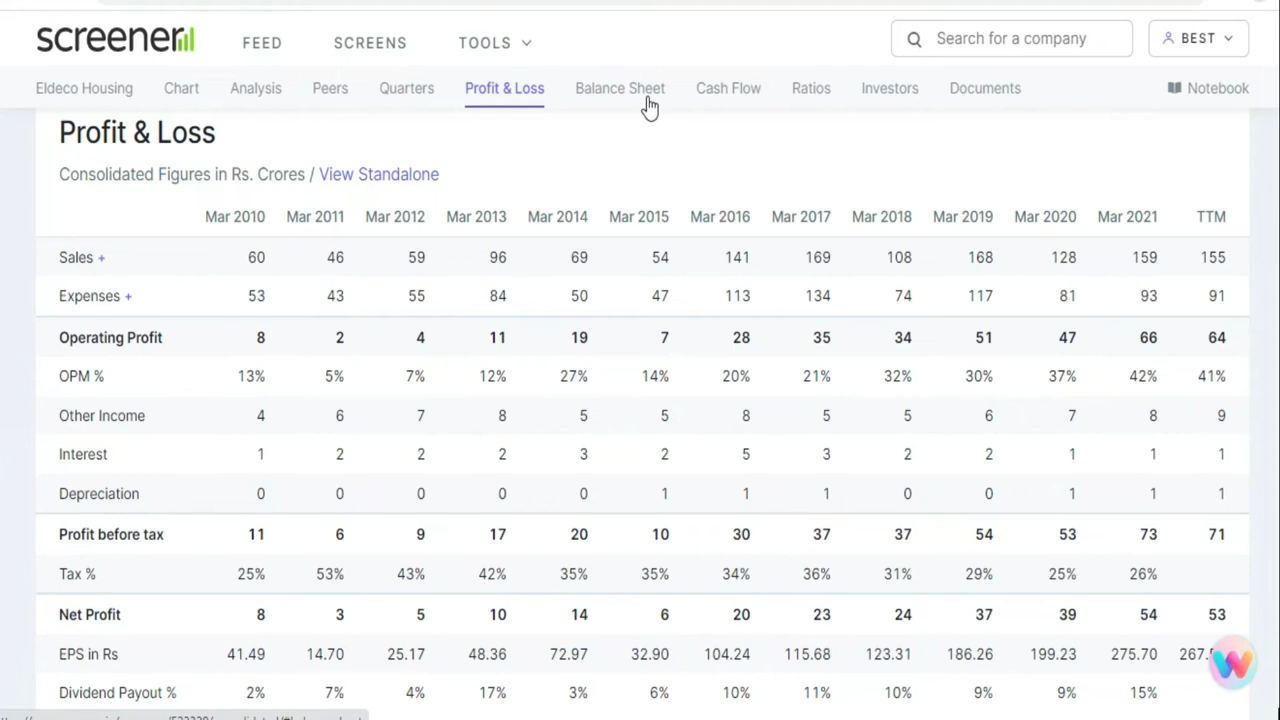 screener
FEED SCREENS TOOLS
Search for a company
BEST
Eldeco Housing Chart Analysis Peers Quarters Profit & Loss Balance Sheet Cash Flow Ratios Investors Documents Notebook
Profit & Loss
Consolidated Figures in Rs. Crores / View Standalone
Mar 2010 Mar 2011 Mar 2012 Mar 2013 Mar 2014 Mar 2015 Mar 2016 Mar 2017 Mar 2018 Mar 2019 Mar 2020 Mar 2021 TTM
Sales + 60 46 59 96 69 54 141 169 108 168 128 159 155
Expenses + 53 43 55 84 50 47 113 134 74 117 81 93 91
Operating Profit 8 2 4 11 19 7 28 35 34 51 47 66 64
OPM % 13% 5% 7% 12% 27% 14% 20% 21% 32% 30% 37% 42% 41%
Other Income 4 6 7 8 5 5 8 5 5 6 7 8 9
Interest 1 2 2 2 3 2 5 3 2 2 1 1 1
Depreciation 0 0 0 0 0 1 1 1 0 0 1 1 1
Profit before tax 11 6 9 17 20 10 30 37 37 54 53 73 71
Tax % 25% 53% 43% 42% 35% 35% 34% 36% 31% 29% 25% 26%
Net Profit 8 3 5 10 14 6 20 23 24 37 39 54 53
EPS in Rs 41.49 14.70 25.17 48.36 72.97 32.90 104.24 115.68 123.31 186.26 199.23 275.70 267.
Dividend Payout % 2% 7% 4% 17% 3% 6% 10% 11% 10% 9% 9% 15%